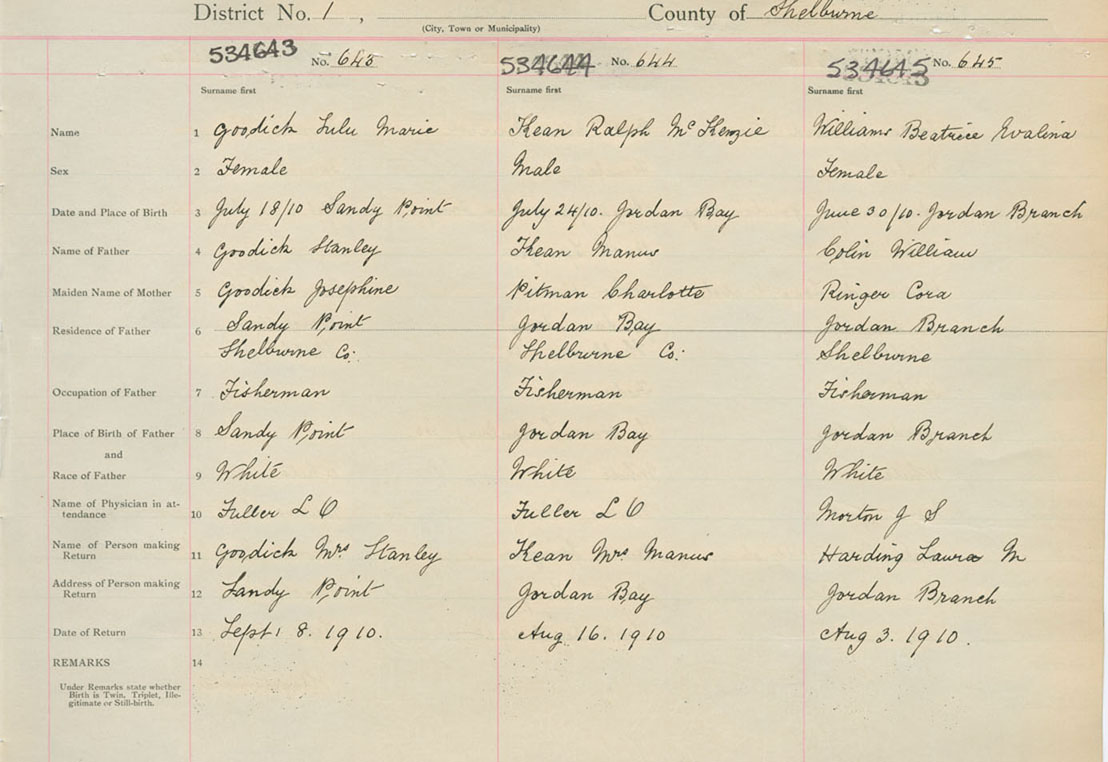 District No. 1 , County of Shelburne
(City, Town or Municipality)
534643 No. 643 534644 No. 644 534645 No. 645
Surname first Surname first Surname first
Name 1 Goodick Lulu Marie Kean Ralph Mc Kenzie Williams Beatrice Evalina
Sex 2 Female Male Female
Date and Place of Birth 3 July 18/10 Sandy Point July 24/10. Jordan Bay June 30/10. Jordan Branch
Name of Father 4 Goodick Stanley Kean Manus Colin William
Maiden Name of Mother 5 Goodick Josephine Pitman Charlotte Ringer Cora
Residence of Father 6 Sandy Point Jordan Bay Jordan Branch
Shelburne Co: Shelburne Co: Shelburne
Occupation of Father 7 Fisherman Fisherman Fisherman
Place of Birth of Father 8 Sandy Point Jordan Bay Jordan Branch
and
Race of Father 9 White White White
Name of Physician in at-
tendance 10 Fuller L O Fuller L O Morton J S
Name of Person making
Return 11 Goodick Mrs Stanley Kean Mrs Manus Harding Laura M
Address of Person making
Return 12 Sandy Point Jordan Bay Jordan Branch
Date of Return 13 Sept 8. 1910. Aug 16. 1910 Aug 3. 1910.
REMARKS 14
Under Remarks state whether
Birth is Twin, Triplet, Ille-
gitimate or Still-birth.